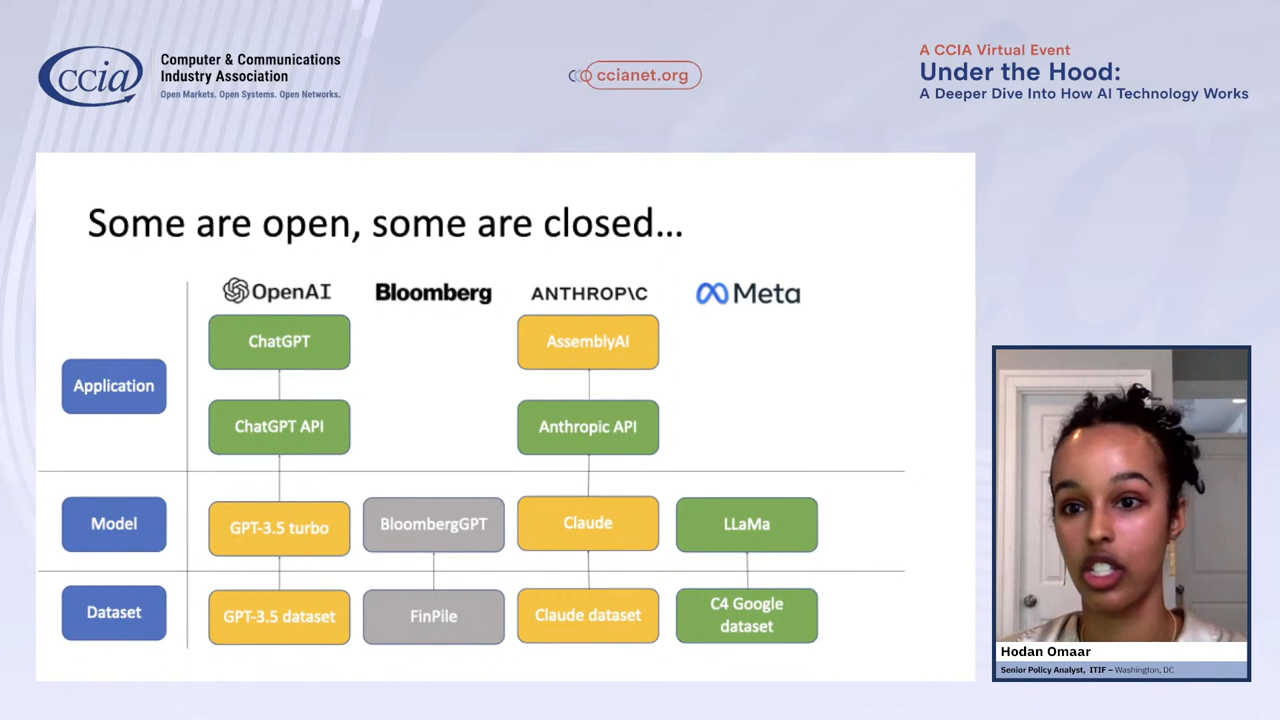 ccia
Computer & Communications
Industry Association
Open Markets. Open Systems. Open Networks.
ccianet.org
A CCIA Virtual Event
Under the Hood:
A Deeper Dive Into How AI Technology Works
Some are open, some are closed...
OpenAI
Bloomberg
ANTHROP\C
Meta
Application
ChatGPT
AssemblyAI
ChatGPT API
Anthropic API
Model
GPT-3.5 turbo
BloombergGPT
Claude
LLaMa
Dataset
GPT-3.5 dataset
FinPile
Claude dataset
C4 Google
dataset
Hodan Omaar
Senior Policy Analyst, ITIF – Washington, DC